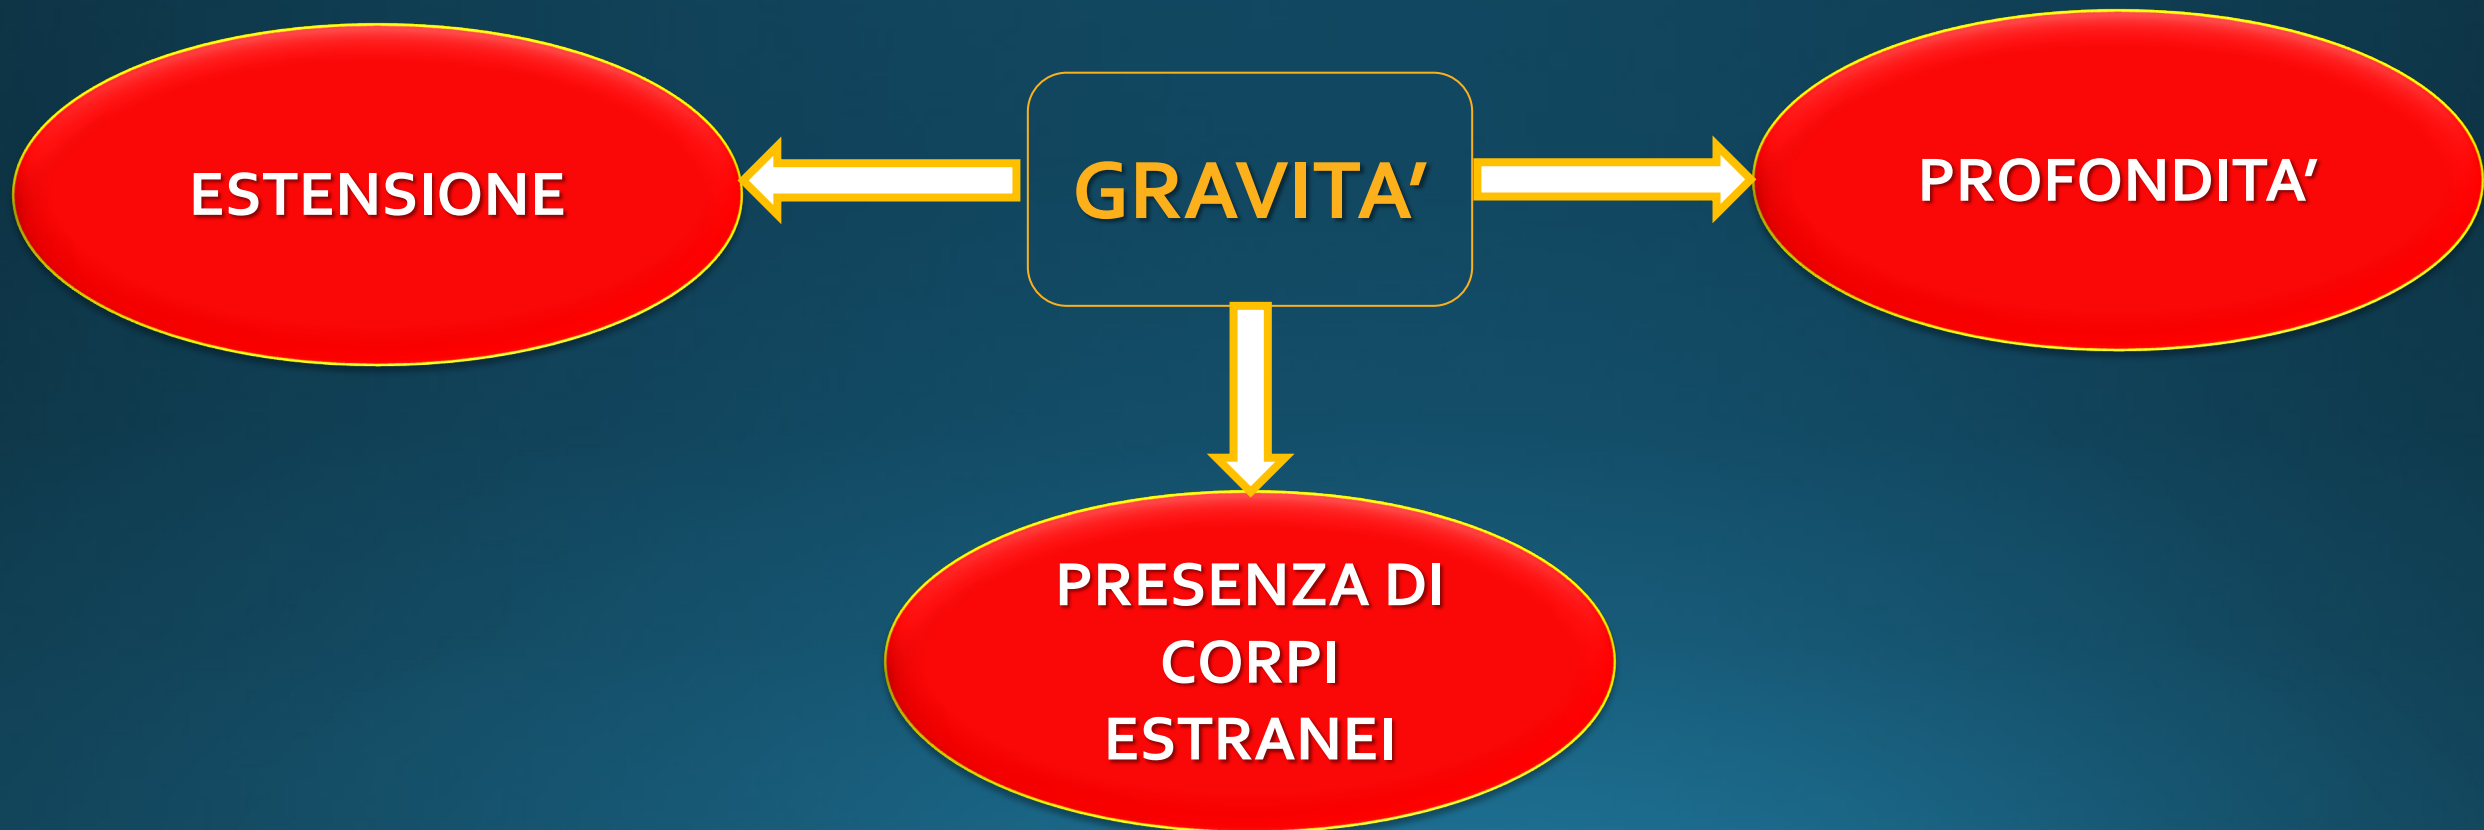 ESTENSIONE
GRAVITA’
PROFONDITA’
PRESENZA DI
CORPI
ESTRANEI